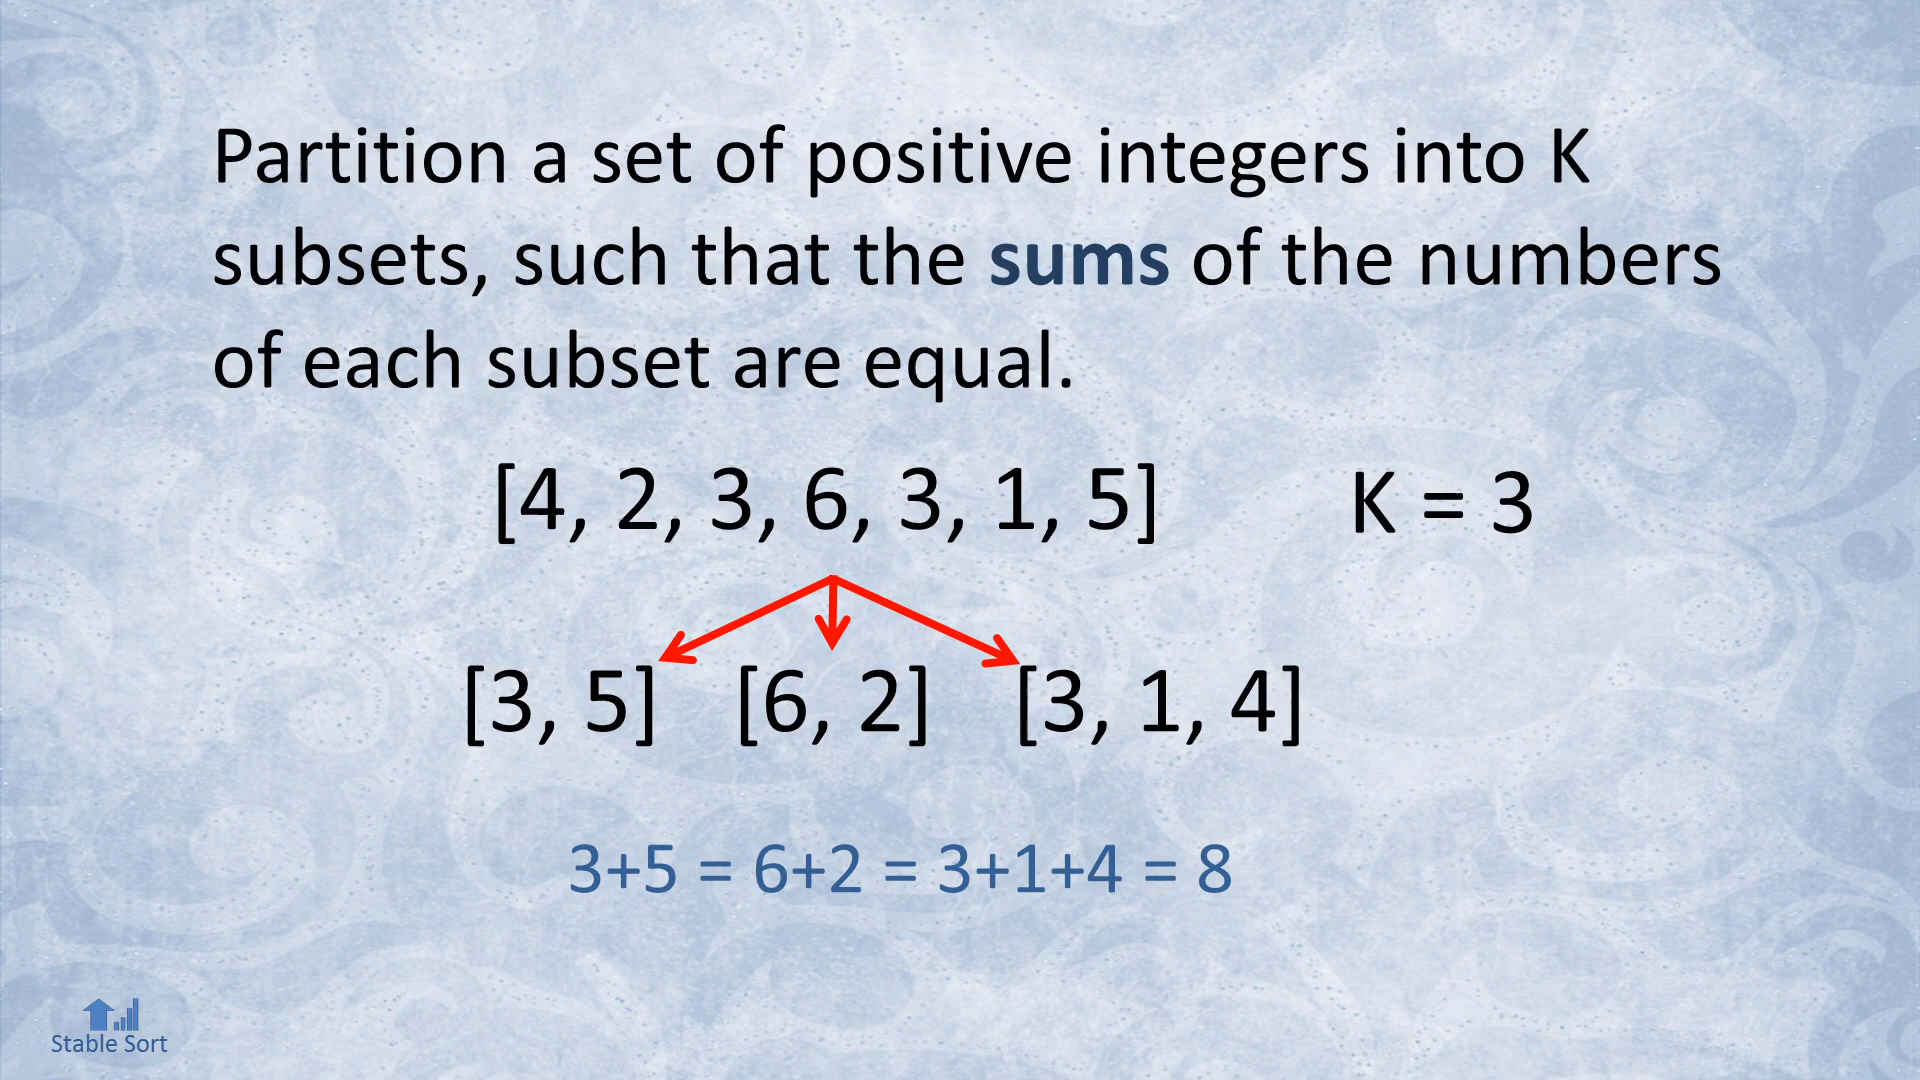 Partition a set of positive integers into K
subsets, such that the sums of the numbers
of each subset are equal.
[4, 2, 3, 6, 3, 1, 5] K = 3
[3, 5] [6, 2] [3, 1, 4]
3+5 = 6+2 = 3+1+4 = 8
Stable Sort